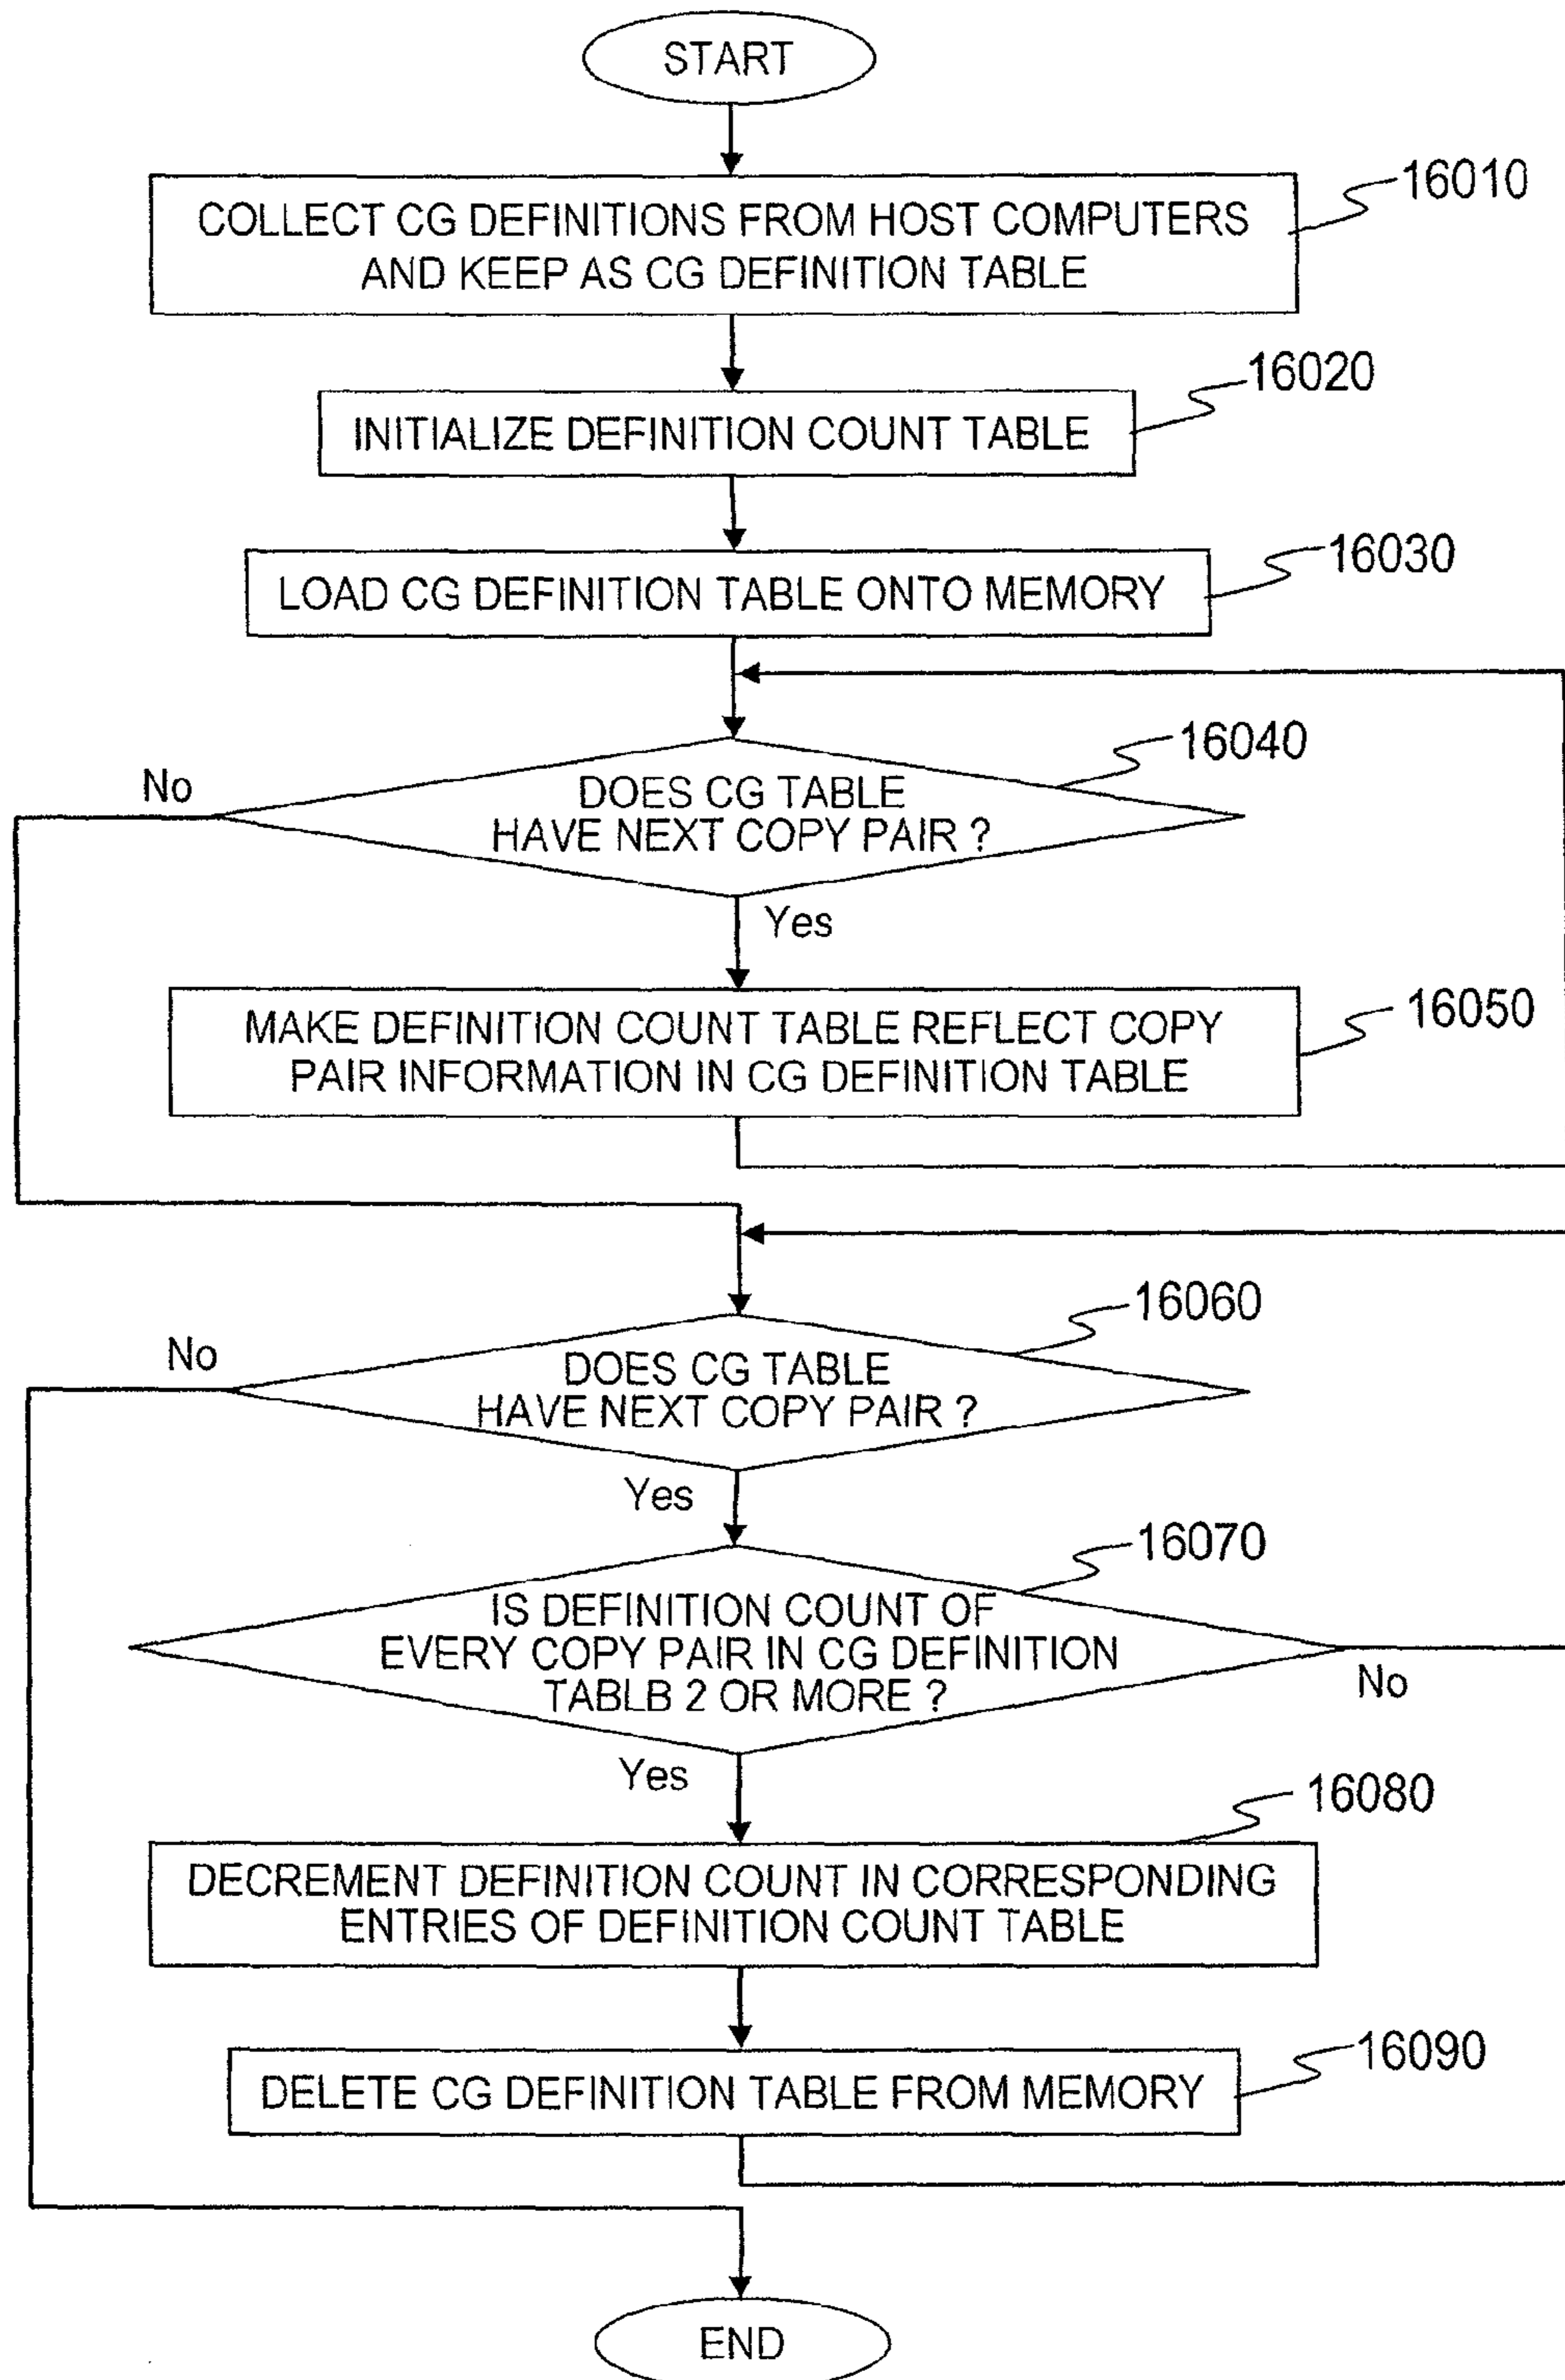 START
16010
COLLECT CG DEFINITIONS FROM HOST COMPUTERS
AND KEEP AS CG DEFINITION TABLE
16020
INITIALIZE DEFINITION COUNT TABLE
16030
LOAD CG DEFINITION TABLE ONTO MEMORY
16040
No
DOES CG TABLE
HAVE NEXT COPY PAIR ?
Yes
16050
MAKE DEFINITION COUNT TABLE REFLECT COPY
PAIR INFORMATION IN CG DEFINITION TABLE
16060
No
DOES CG TABLE
HAVE NEXT COPY PAIR ?
Yes
16070
IS DEFINITION COUNT OF
EVERY COPY PAIR IN CG DEFINITION
TABLB 2 OR MORE ?
No
Yes
16080
DECREMENT DEFINITION COUNT IN CORRESPONDING
ENTRIES OF DEFINITION COUNT TABLE
16090
DELETE CG DEFINITION TABLE FROM MEMORY
END